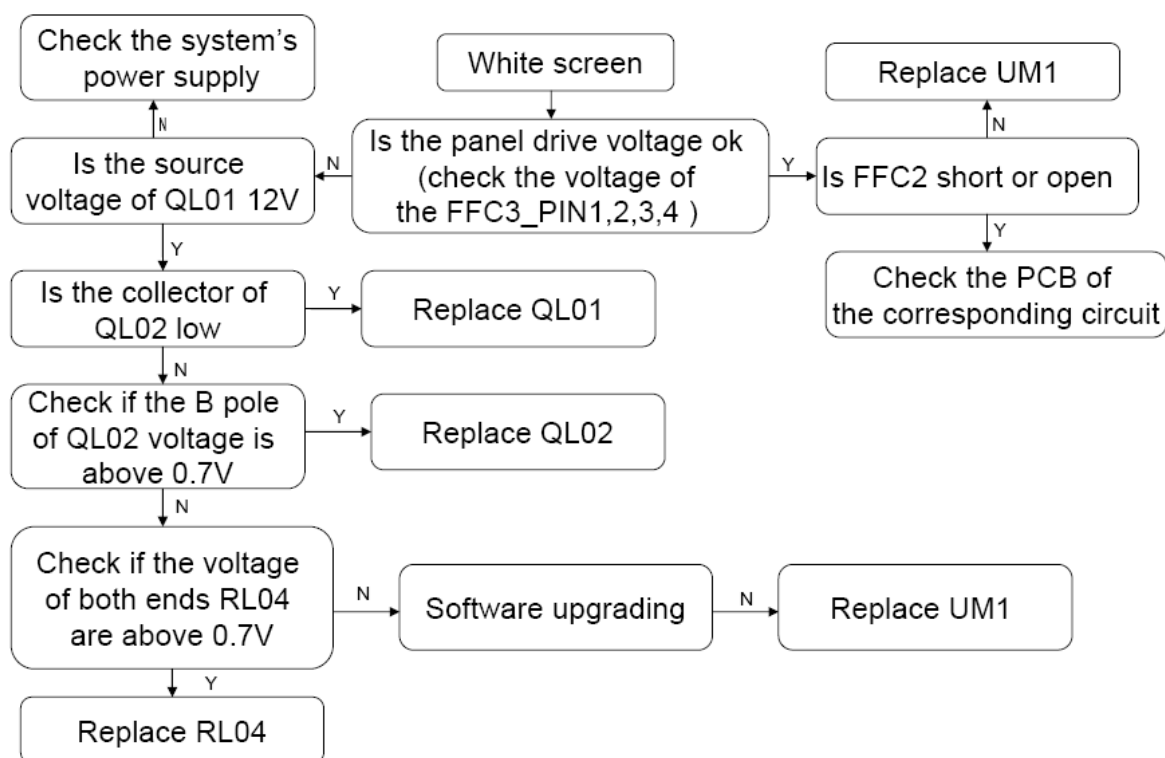 Check the system's
power supply
White screen
Replace UM1
N
N
Is the source
voltage of QL01 12V
N
Is the panel drive voltage ok
(check the voltage of
the FFC3_PIN1,2,3,4 )
Y
Is FFC2 short or open
Y
Y
Is the collector of
QL02 low
Y
Replace QL01
Check the PCB of
the corresponding circuit
N
Check if the B pole
of QL02 voltage is
above 0.7V
Y
Replace QL02
N
Check if the voltage
of both ends RL04
are above 0.7V
N
Software upgrading
N
Replace UM1
Y
Replace RL04